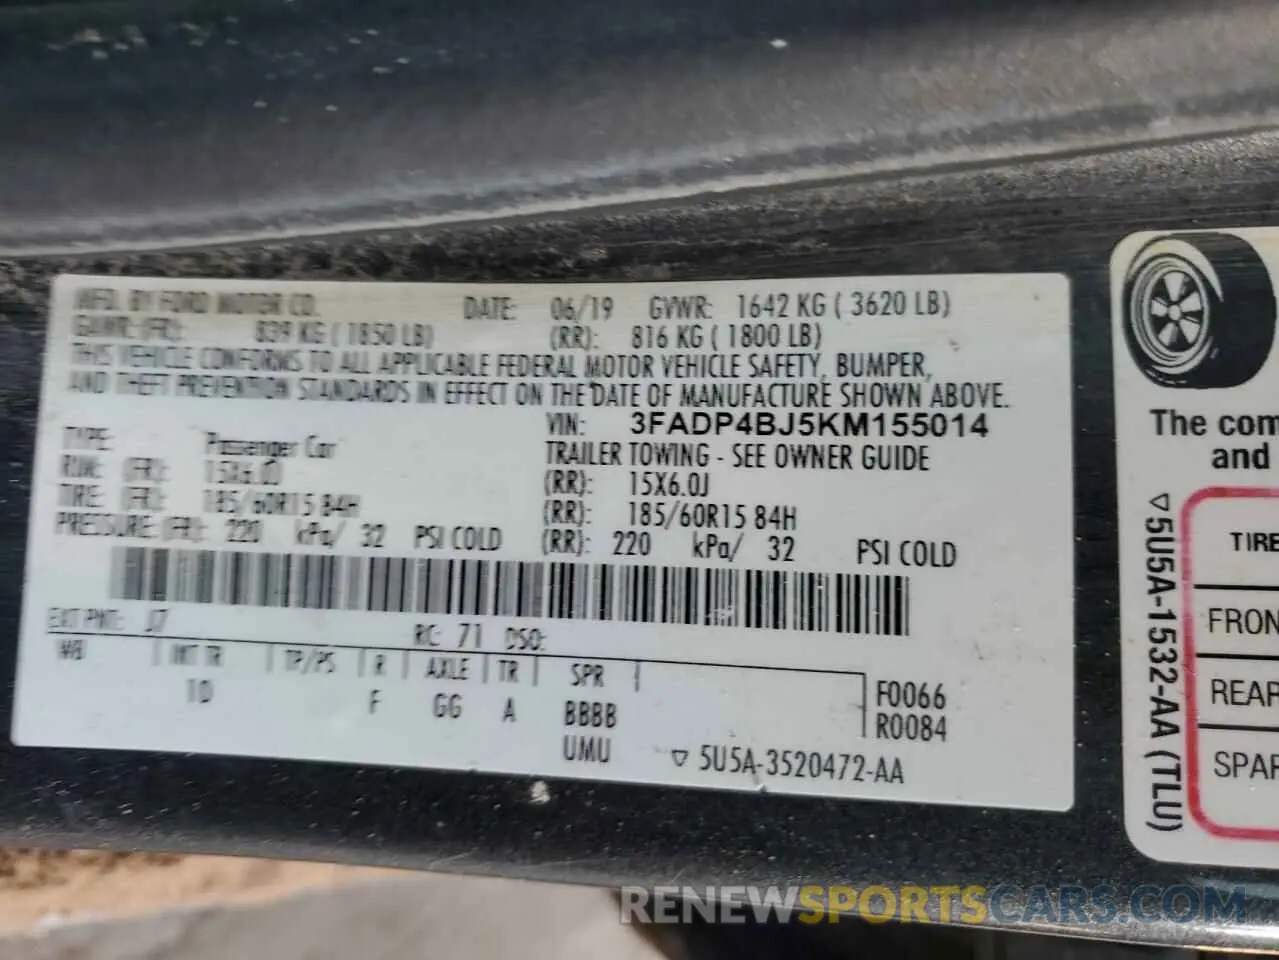 MFD. BY FORD MOTOR CO. DATE: 06/19 GVWR: 1642 KG ( 3620 LB)
GAWR: (FR): 839 KG ( 1850 LB) (RR): 816 KG ( 1800 LB)
THIS VEHICLE CONFORMS TO ALL APPLICABLE FEDERAL MOTOR VEHICLE SAFETY, BUMPER,
AND THEFT PREVENTION STANDARDS IN EFFECT ON THE DATE OF MANUFACTURE SHOWN ABOVE.
VIN: 3FADP4BJ5KM155014
TYPE: Passenger Car TRAILER TOWING - SEE OWNER GUIDE
RIM: (FR): 15X6.0J (RR): 15X6.0J
TIRE: (FR): 185/60R15 84H (RR): 185/60R15 84H
PRESSURE: (FR): 220 kPa/ 32 PSI COLD (RR): 220 kPa/ 32 PSI COLD
EXT PNT: J7 RC: 71 DSO:
WB INT TR TP/PS R AXLE TR SPR
1D F GG A BBBB
UMU
F0066
R0084
▽ 5U5A-3520472-AA
The com
and
TIRE
FRON
REAR
SPAR
▽5U5A-1532-AA (TLU)
RENEWSPORTSCARS.COM